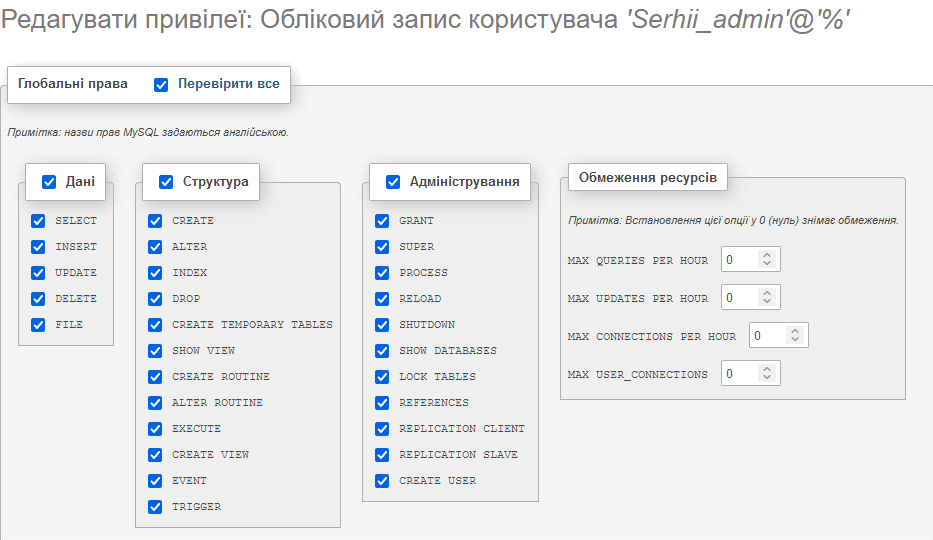 Редагувати привілеї: Обліковий запис користувача 'Serhii_admin'@'%'
Глобальні права Перевірити все
Примітка: назви прав MySQL задаються англійською.
Дані
SELECT
INSERT
UPDATE
DELETE
FILE
Структура
CREATE
ALTER
INDEX
DROP
CREATE TEMPORARY TABLES
SHOW VIEW
CREATE ROUTINE
ALTER ROUTINE
EXECUTE
CREATE VIEW
EVENT
TRIGGER
Адміністрування
GRANT
SUPER
PROCESS
RELOAD
SHUTDOWN
SHOW DATABASES
LOCK TABLES
REFERENCES
REPLICATION CLIENT
REPLICATION SLAVE
CREATE USER
Обмеження ресурсів
Примітка: Встановлення цієї опції у 0 (нуль) знімає обмеження.
MAX QUERIES PER HOUR 0
MAX UPDATES PER HOUR 0
MAX CONNECTIONS PER HOUR 0
MAX USER_CONNECTIONS 0